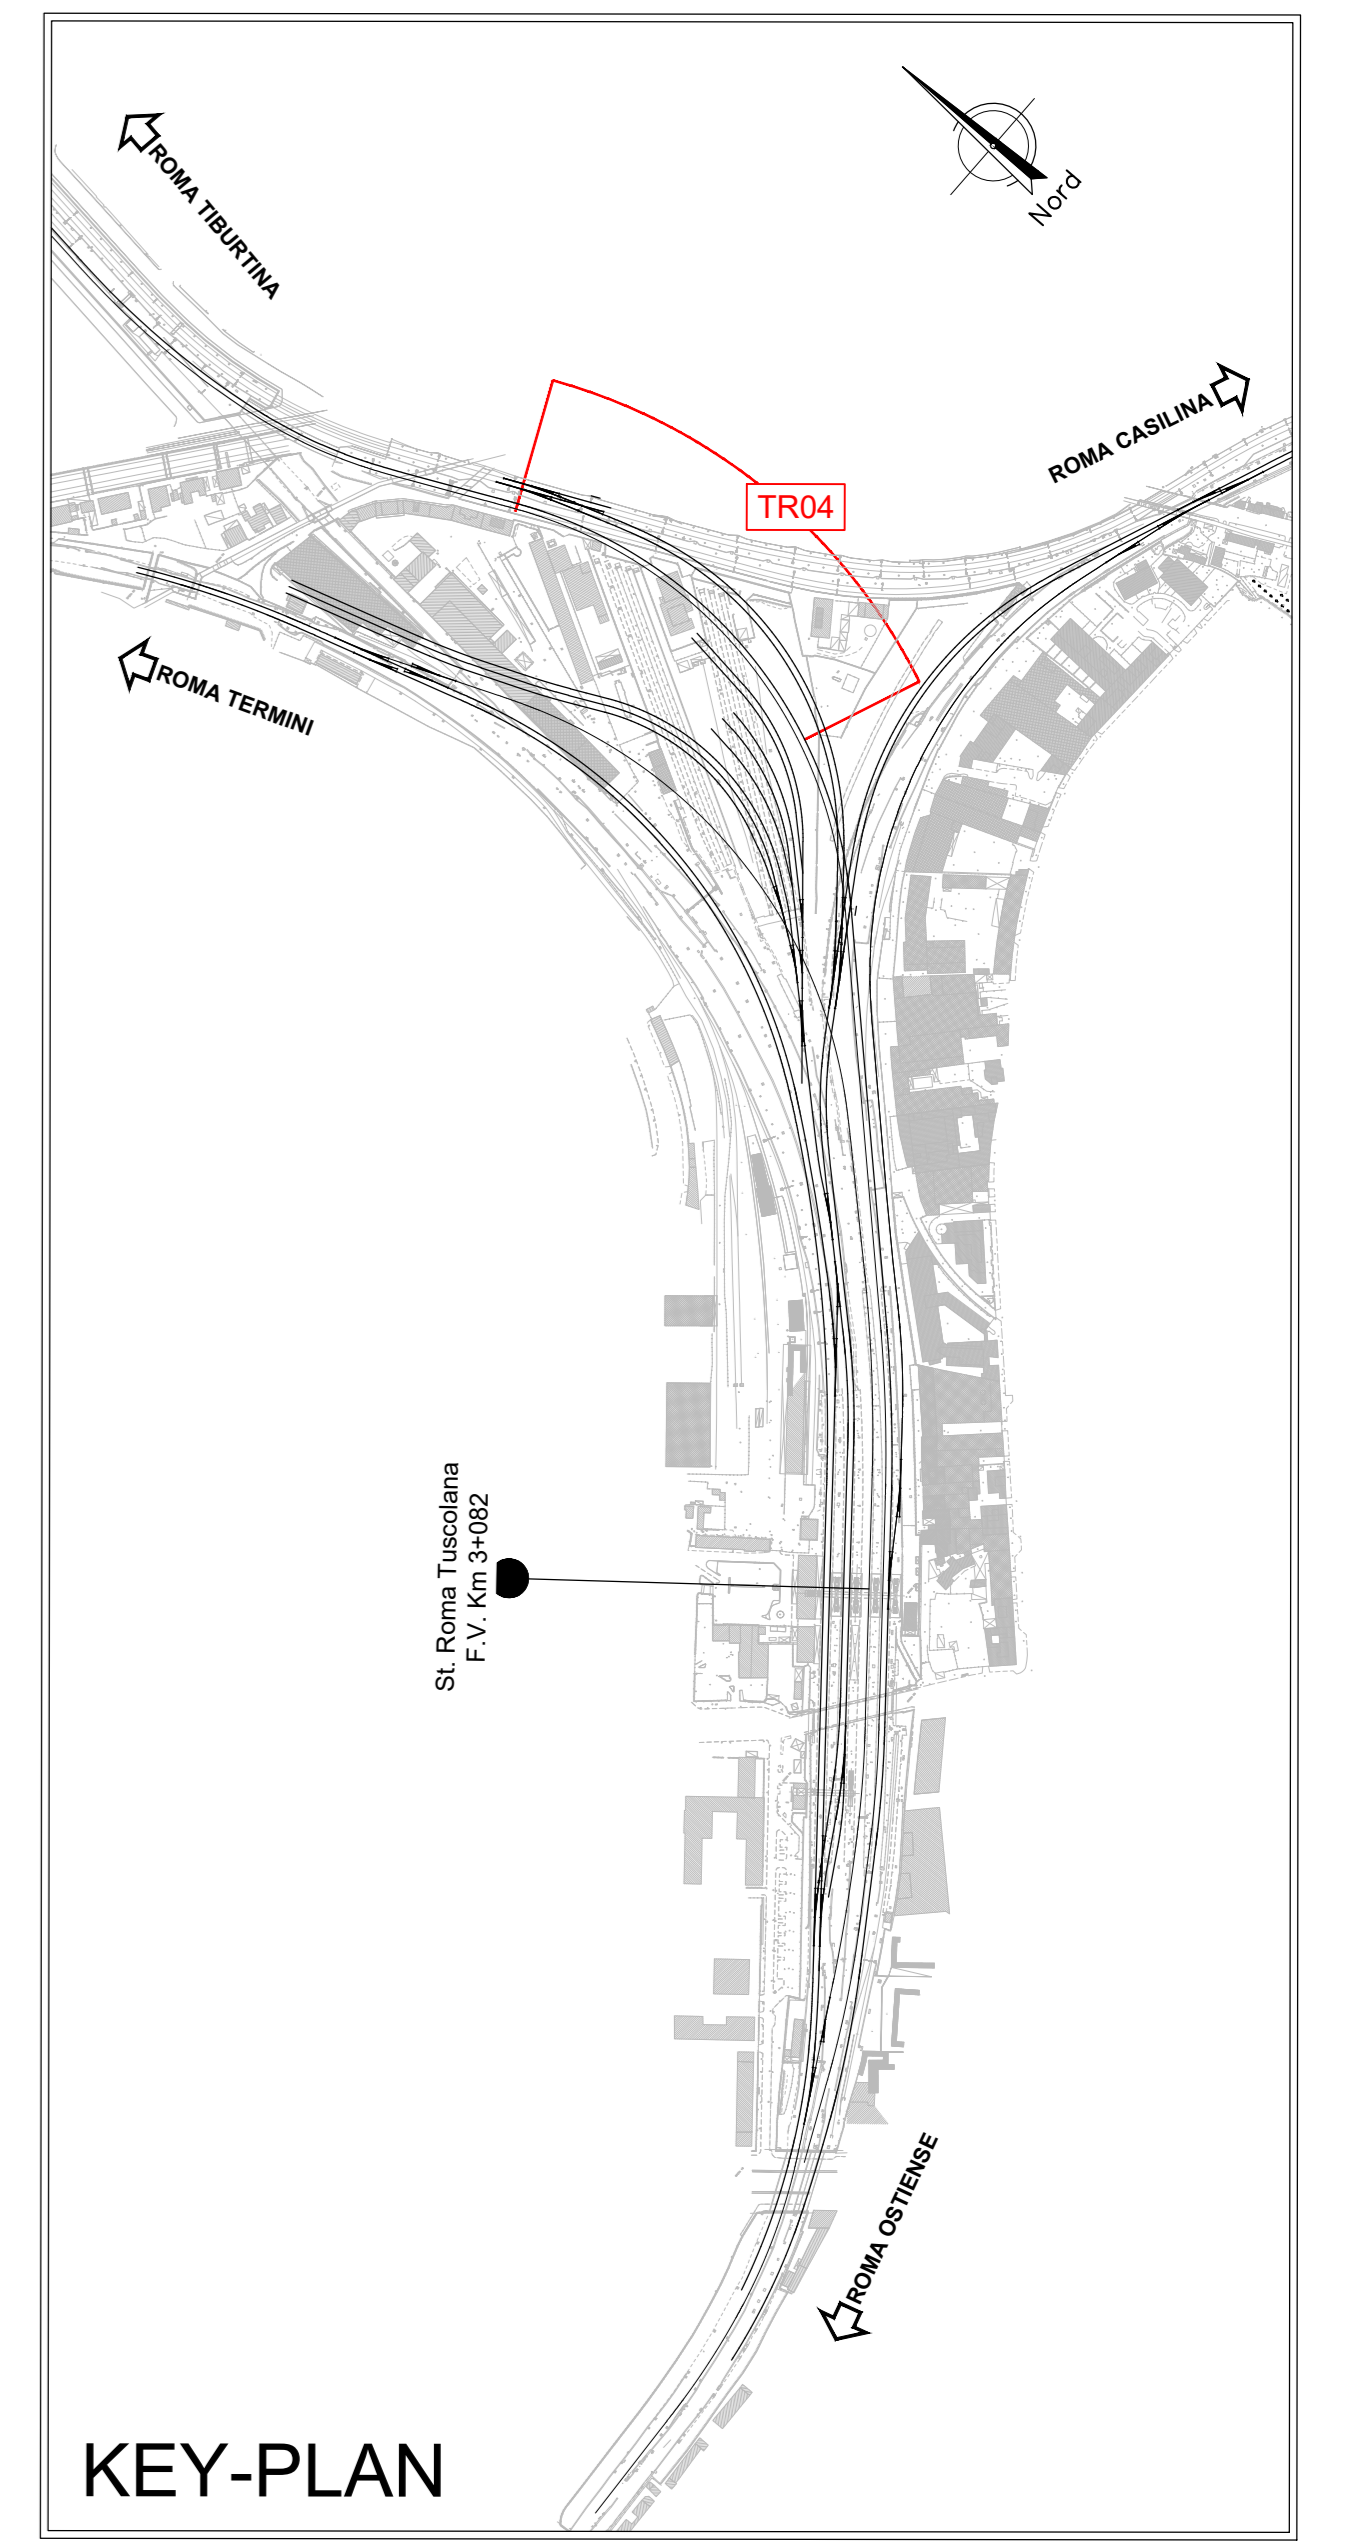 ROMA TIBURTINA
Nord
ROMA CASILINA
TR04
ROMA TERMINI
St. Roma Tuscolana
F.V. Km 3+082
ROMA OSTIENSE
KEY-PLAN